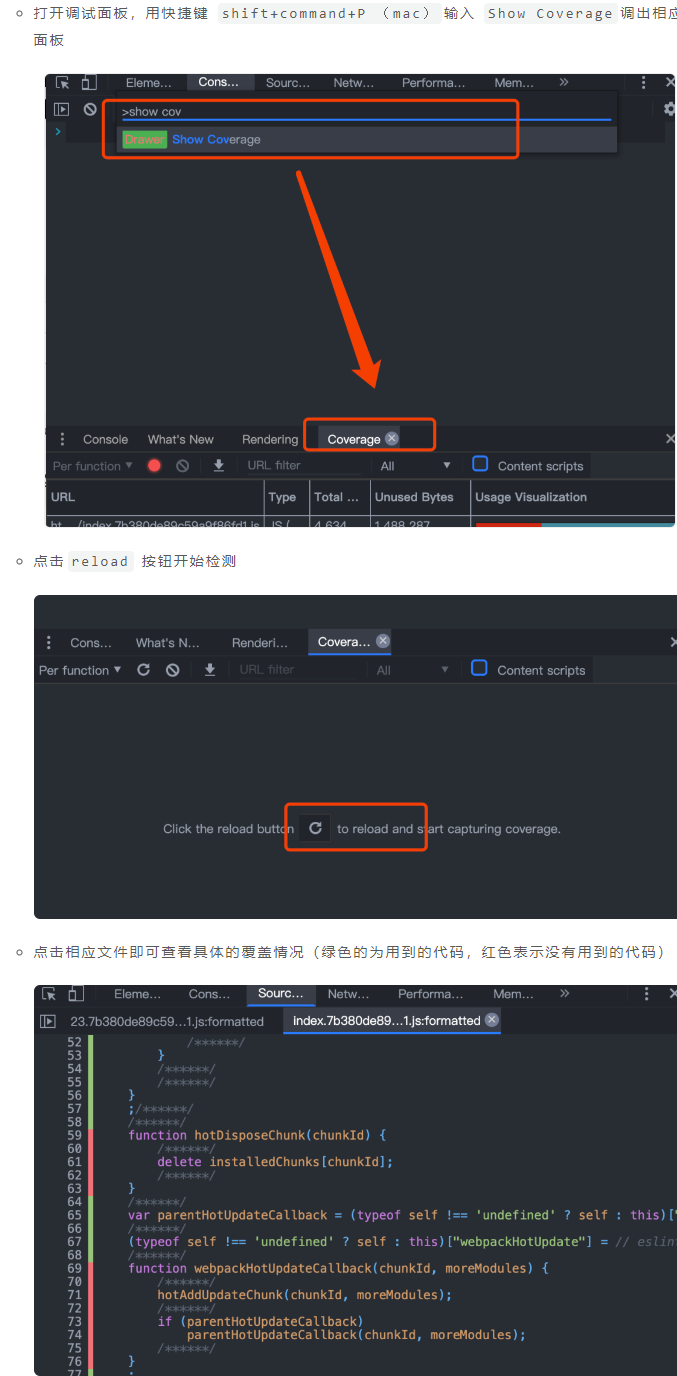 打开调试面板，用快捷键 shift+command+P （mac） 输入 Show Coverage 调出相应
面板
Eleme… Cons… Sourc… Netw… Performa… Mem… »
>show cov
Drawer Show Coverage
Console What's New Rendering Coverage
Per function ▼ URL filter All ▼ Content scripts
URL Type Total … Unused Bytes Usage Visualization
ht… /index.7b380de89c59a9f86fd1.js JS ( 4,634 1,488,287
点击 reload 按钮开始检测
Cons… What's N… Renderi… Covera…
Per function ▼ URL filter All ▼ Content scripts
Click the reload button to reload and start capturing coverage.
点击相应文件即可查看具体的覆盖情况（绿色的为用到的代码，红色表示没有用到的代码）
Eleme… Cons… Sourc… Netw… Performa… Mem… »
23.7b380de89c59…1.js:formatted index.7b380de89…1.js:formatted
52 /******/
53 }
54 /******/
55 /******/
56 }
57 ;/******/
58 /******/
59 function hotDisposeChunk(chunkId) {
60 /******/
61 delete installedChunks[chunkId];
62 /******/
63 }
64 /******/
65 var parentHotUpdateCallback = (typeof self !== 'undefined' ? self : this)["
66 /******/
67 (typeof self !== 'undefined' ? self : this)["webpackHotUpdate"] = // eslin
68 /******/
69 function webpackHotUpdateCallback(chunkId, moreModules) {
70 /******/
71 hotAddUpdateChunk(chunkId, moreModules);
72 /******/
73 if (parentHotUpdateCallback)
74 parentHotUpdateCallback(chunkId, moreModules);
75 /******/
76 }
77 ;